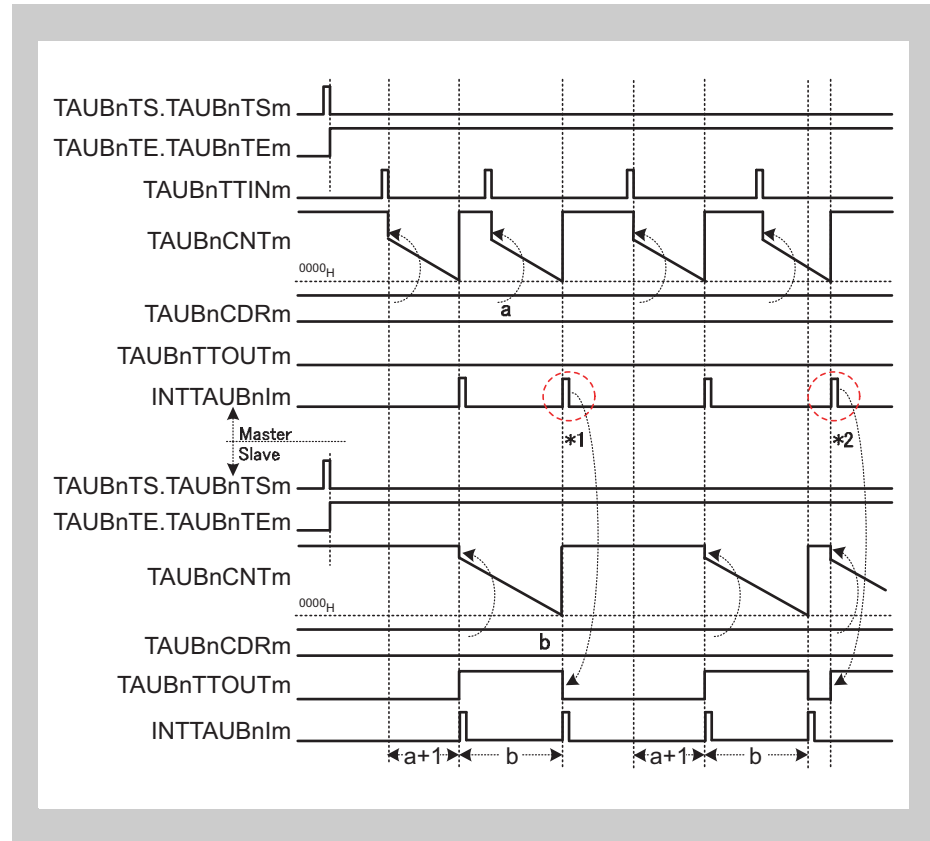 TAUBnTS.TAUBnTSm
TAUBnTE.TAUBnTEm
TAUBnTTINm
TAUBnCNTm
0000H
TAUBnCDRm
a
TAUBnTTOUTm
INTTAUBnIm
*1
*2
Master
Slave
TAUBnTS.TAUBnTSm
TAUBnTE.TAUBnTEm
TAUBnCNTm
0000H
TAUBnCDRm
b
TAUBnTTOUTm
INTTAUBnIm
a+1 b a+1 b